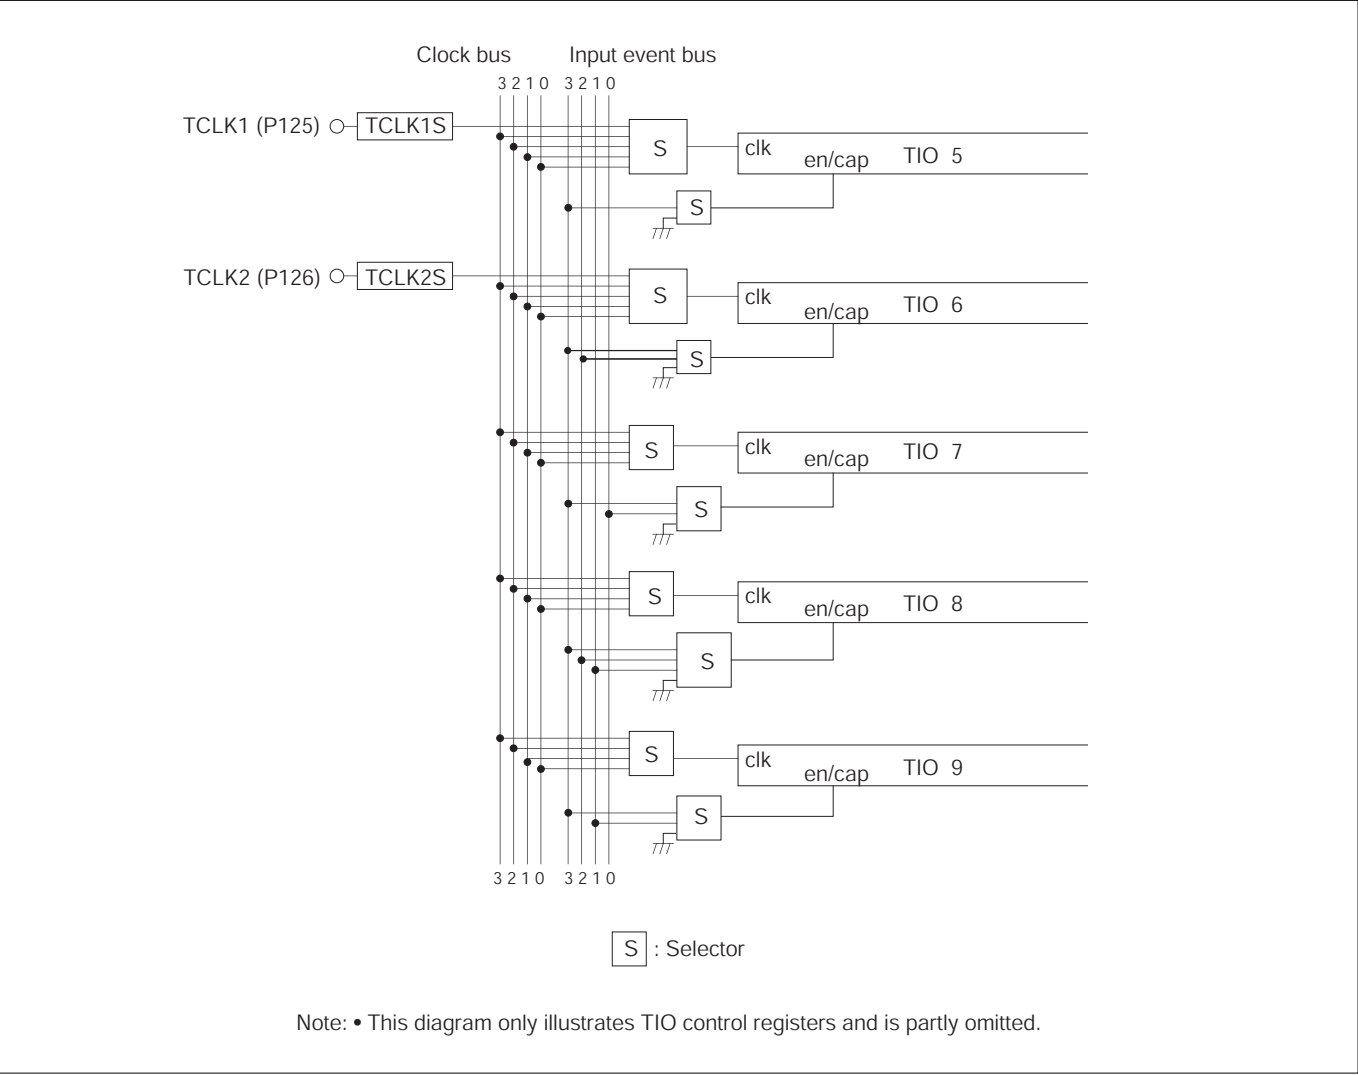 Clock bus Input event bus
3 2 1 0 3 2 1 0
TCLK1 (P125) TCLK1S S clk en/cap TIO 5
S
TCLK2 (P126) TCLK2S S clk en/cap TIO 6
S
S clk en/cap TIO 7
S
S clk en/cap TIO 8
S
S clk en/cap TIO 9
S
3 2 1 0 3 2 1 0
S : Selector
Note: • This diagram only illustrates TIO control registers and is partly omitted.